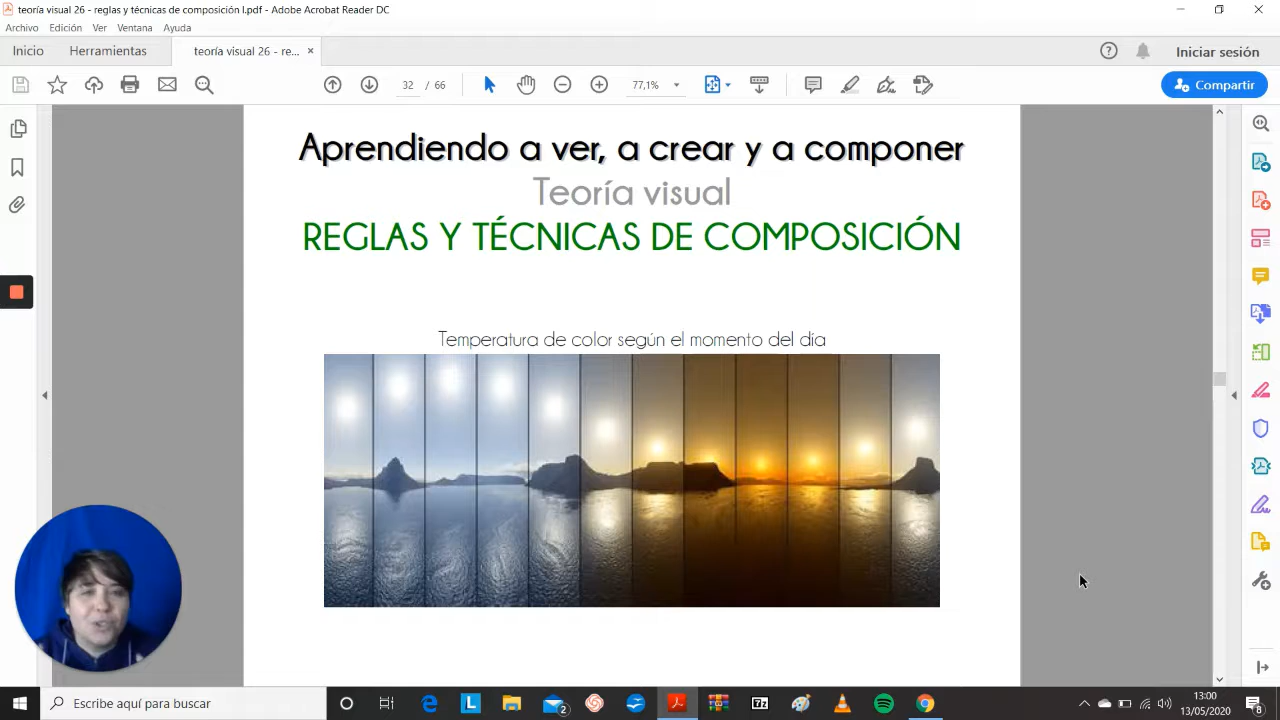 teoría visual 26 - reglas y técnicas de composición I.pdf - Adobe Acrobat Reader DC
Archivo Edición Ver Ventana Ayuda
Inicio Herramientas teoría visual 26 - re... × Iniciar sesión
32 / 66 77,1% Compartir
Aprendiendo a ver, a crear y a componer
Teoría visual
REGLAS Y TÉCNICAS DE COMPOSICIÓN
Temperatura de color según el momento del día
Escribe aquí para buscar
L
2
7z
13:00
13/05/2020
8